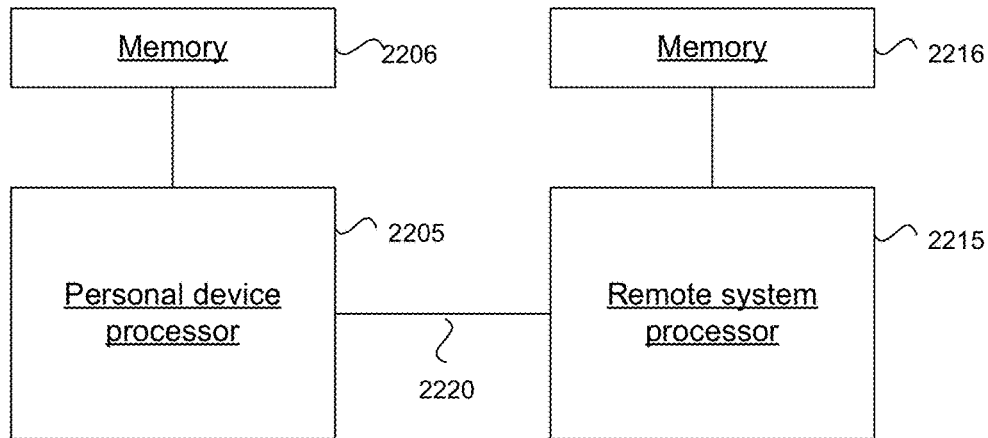 Memory
2206
Memory
2216
2205
2215
Personal device
processor
Remote system
processor
2220